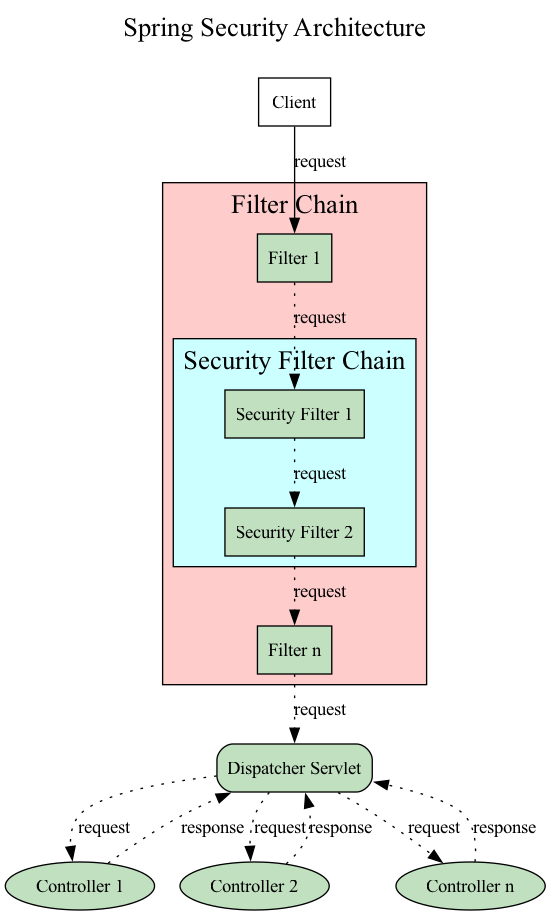 Spring Security Architecture
Client
request
Filter Chain
Filter 1
request
Security Filter Chain
Security Filter 1
request
Security Filter 2
request
Filter n
request
Dispatcher Servlet
request
response
request
response
request
response
Controller 1
Controller 2
Controller n